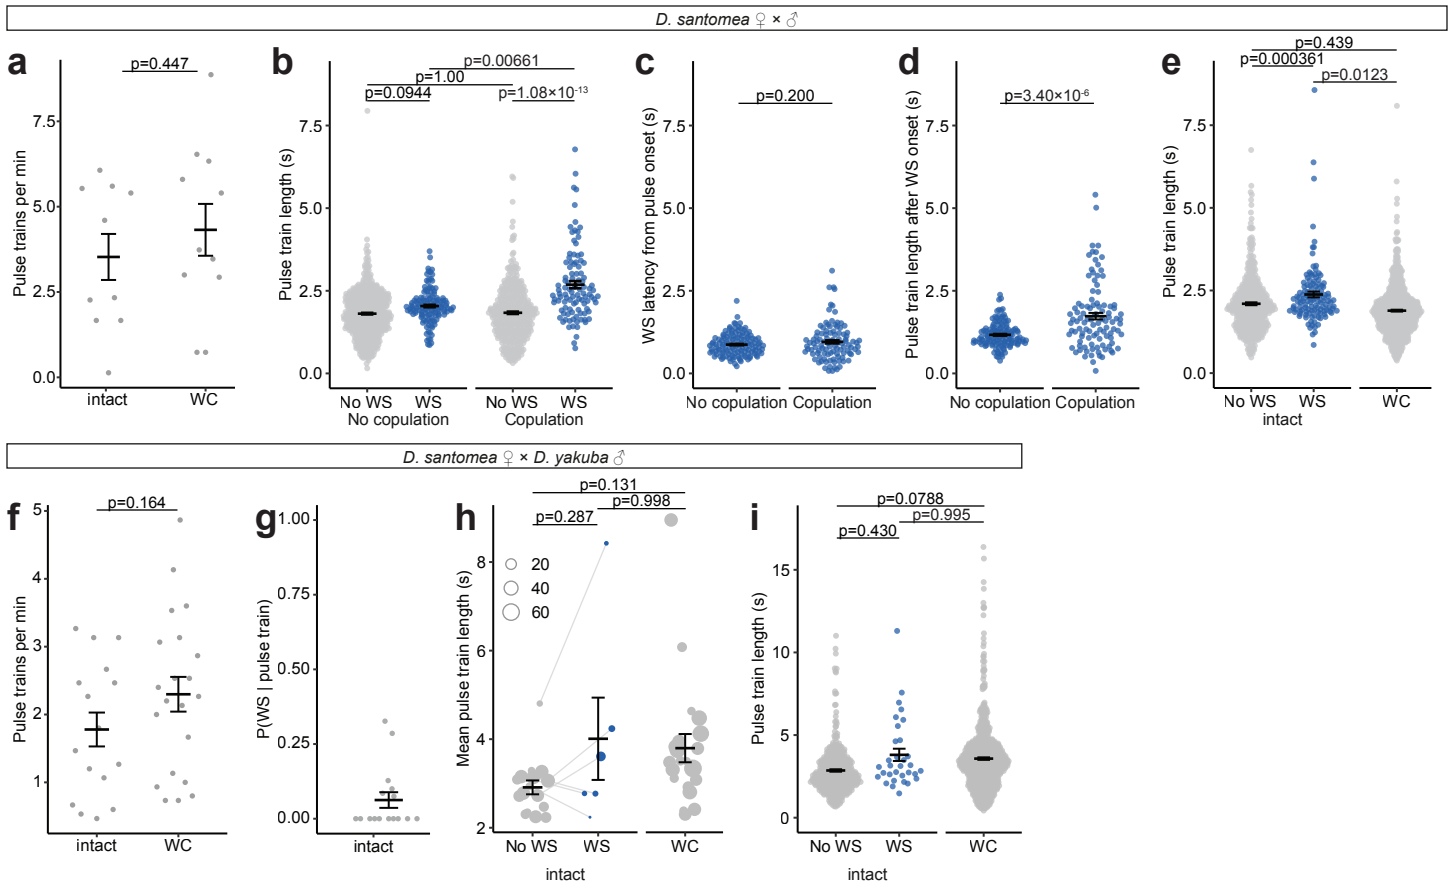 D. santomea ♀ × ♂
a
p=0.447
Pulse trains per min
7.5
5.0
2.5
0.0
intact
WC
b
p=0.00661
p=1.00
p=0.0944
p=1.08×10⁻¹³
Pulse train length (s)
7.5
5.0
2.5
0.0
No WS
WS
No WS
WS
No copulation
Copulation
c
p=0.200
WS latency from pulse onset (s)
7.5
5.0
2.5
0.0
No copulation
Copulation
d
p=3.40×10⁻⁶
Pulse train length after WS onset (s)
7.5
5.0
2.5
0.0
No copulation
Copulation
e
p=0.439
p=0.000361
p=0.0123
Pulse train length (s)
7.5
5.0
2.5
0.0
No WS
WS
WC
intact
D. santomea ♀ × D. yakuba ♂
f
p=0.164
Pulse trains per min
5
4
3
2
1
intact
WC
g
P(WS | pulse train)
1.00
0.75
0.50
0.25
0.00
intact
h
p=0.131
p=0.998
p=0.287
Mean pulse train length (s)
8
6
4
2
20
40
60
No WS
WS
WC
intact
i
p=0.0788
p=0.995
p=0.430
Pulse train length (s)
15
10
5
0
No WS
WS
WC
intact